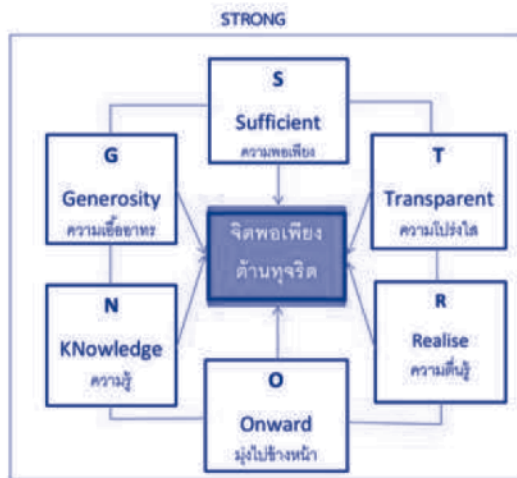 STRONG
S
Sufficient
ความพอเพียง
T
Transparent
ความโปร่งใส
R
Realise
ความตื่นรู้
O
Onward
มุ่งไปข้างหน้า
N
KNowledge
ความรู้
G
Generosity
ความเอื้ออาทร
จิตพอเพียง
ต้านทุจริต